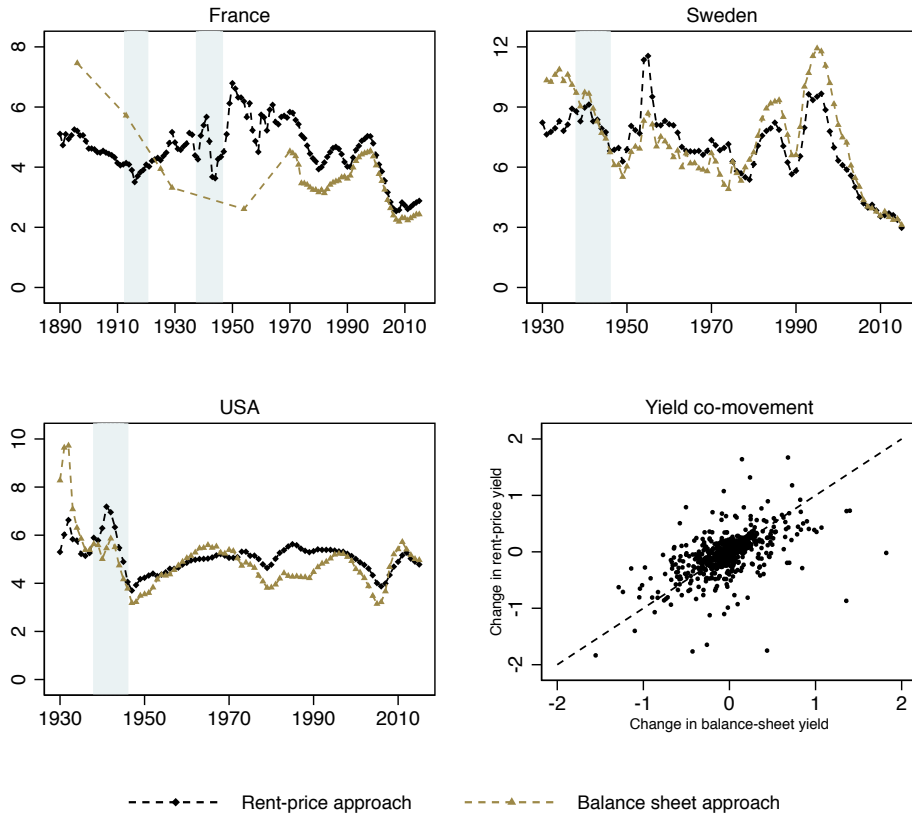 France
8
6
4
2
0
1890 1910 1930 1950 1970 1990 2010
Sweden
12
9
6
3
0
1930 1950 1970 1990 2010
USA
10
8
6
4
2
0
1930 1950 1970 1990 2010
Yield co-movement
Change in rent-price yield
2
1
0
-1
-2
-2 -1 0 1 2
Change in balance-sheet yield
Rent-price approach Balance sheet approach